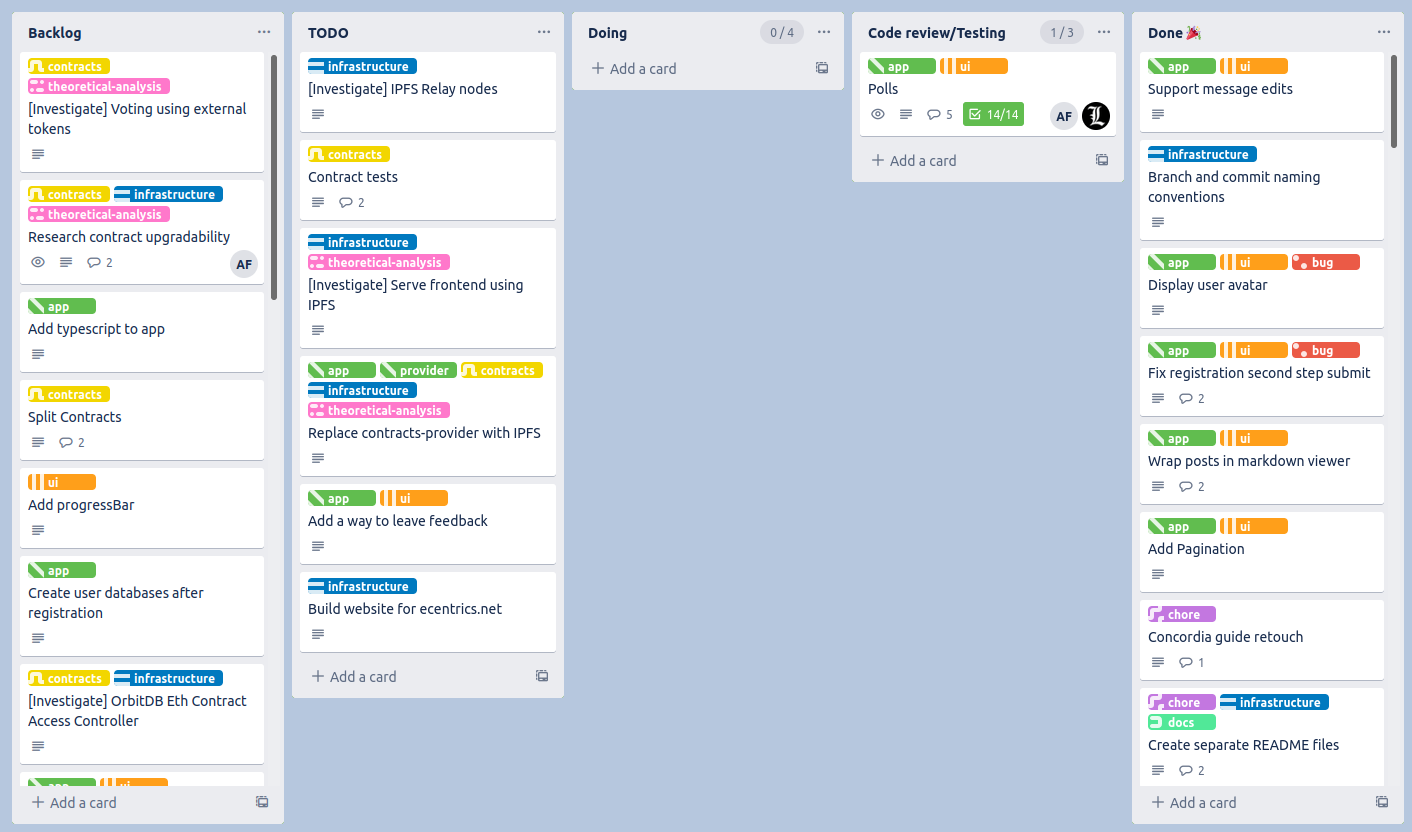 Backlog
contracts
theoretical-analysis
[Investigate] Voting using external
tokens
contracts infrastructure
theoretical-analysis
Research contract upgradability
2 AF
app
Add typescript to app
contracts
Split Contracts
2
ui
Add progressBar
app
Create user databases after
registration
contracts infrastructure
[Investigate] OrbitDB Eth Contract
Access Controller
app ui
+ Add a card
TODO
infrastructure
[Investigate] IPFS Relay nodes
contracts
Contract tests
2
infrastructure
theoretical-analysis
[Investigate] Serve frontend using
IPFS
app provider contracts
infrastructure
theoretical-analysis
Replace contracts-provider with IPFS
app ui
Add a way to leave feedback
infrastructure
Build website for ecentrics.net
+ Add a card
Doing 0 / 4
+ Add a card
Code review/Testing 1 / 3
app ui
Polls
5 14/14 AF L
+ Add a card
Done 🎉
app ui
Support message edits
infrastructure
Branch and commit naming
conventions
app ui bug
Display user avatar
app ui bug
Fix registration second step submit
2
app ui
Wrap posts in markdown viewer
2
app ui
Add Pagination
chore
Concordia guide retouch
1
chore infrastructure
docs
Create separate README files
2
+ Add a card